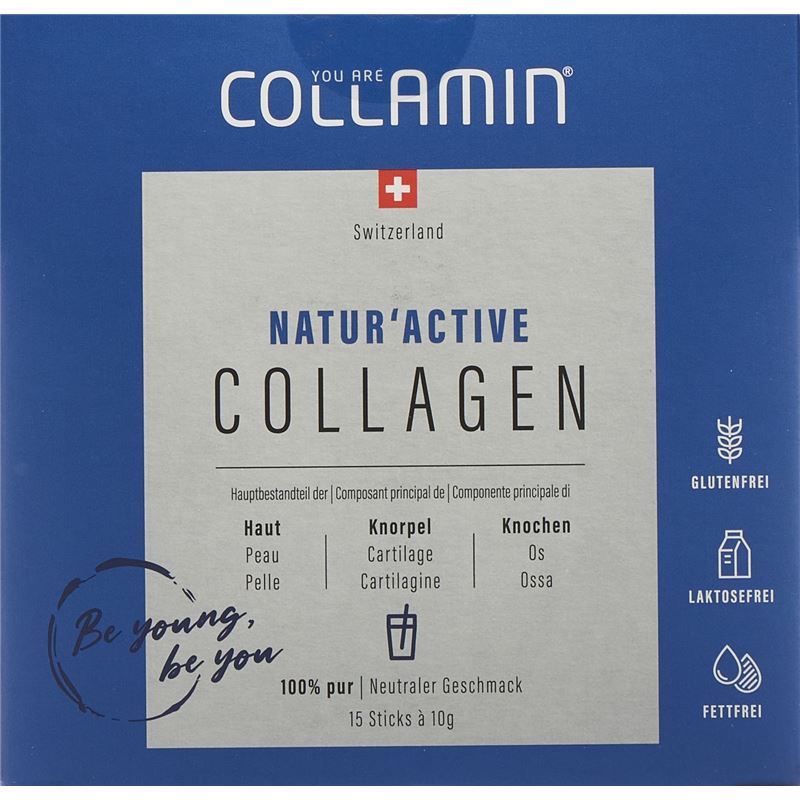 YOU ARE
COLLAMIN®
Switzerland
NATUR'ACTIVE
COLLAGEN
Hauptbestandteil der | Composant principal de | Componente principale di
Haut Knorpel Knochen
Peau Cartilage Os
Pelle Cartilagine Ossa
GLUTENFREI
LAKTOSEFREI
FETTFREI
Be young,
be you
100% pur | Neutraler Geschmack
15 Sticks à 10g